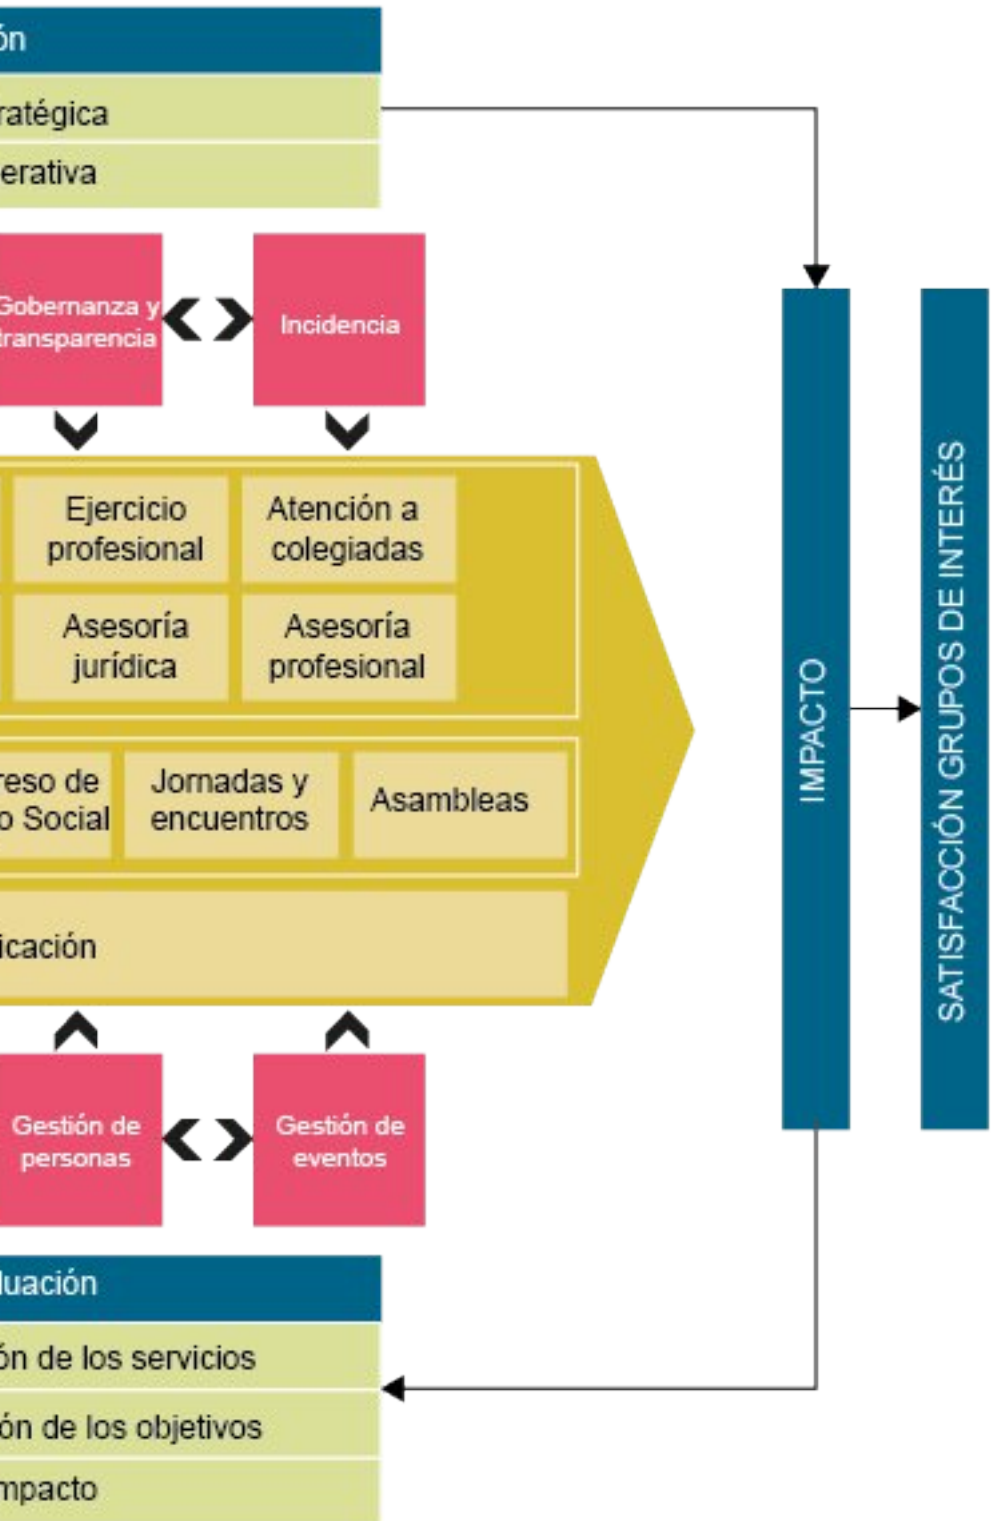 ón
ratégica
erativa
Gobernanza y
transparencia
Incidencia
Ejercicio
profesional
Atención a
colegiadas
Asesoría
jurídica
Asesoría
profesional
reso de
o Social
Jornadas y
encuentros
Asambleas
icación
Gestión de
personas
Gestión de
eventos
luación
ón de los servicios
ón de los objetivos
mpacto
IMPACTO
SATISFACCIÓN GRUPOS DE INTERÉS